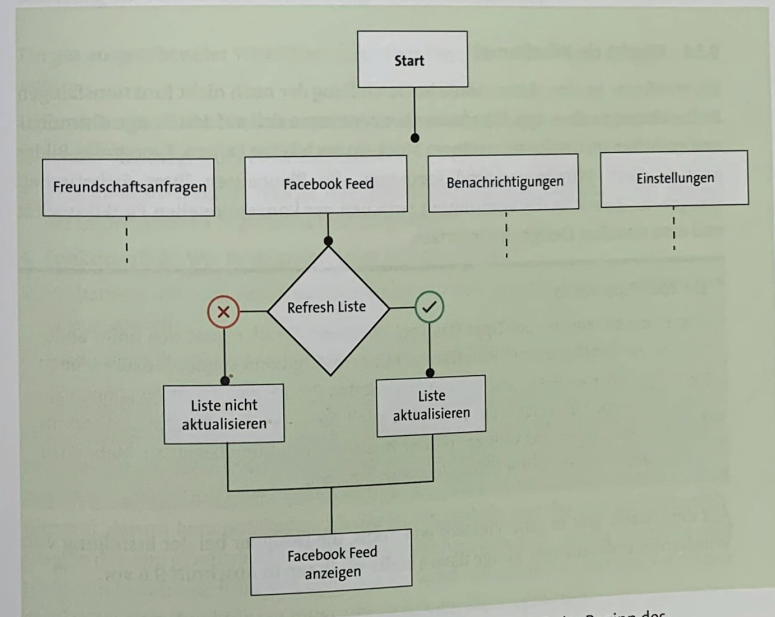 Start
Freundschaftsanfragen
Facebook Feed
Benachrichtigungen
Einstellungen
Refresh Liste
Liste nicht
aktualisieren
Liste
aktualisieren
Facebook Feed
anzeigen